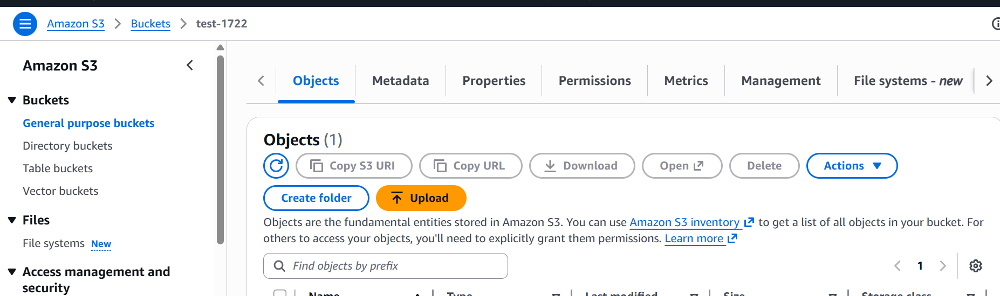 Amazon S3 > Buckets > test-1722
Amazon S3
Buckets
General purpose buckets
Directory buckets
Table buckets
Vector buckets
Files
File systems New
Access management and
security
Objects Metadata Properties Permissions Metrics Management File systems - new
Objects (1)
Copy S3 URI Copy URL Download Open Delete Actions
Create folder Upload
Objects are the fundamental entities stored in Amazon S3. You can use Amazon S3 inventory to get a list of all objects in your bucket. For
others to access your objects, you'll need to explicitly grant them permissions. Learn more
Find objects by prefix
1
Name Type Last modified Size Storage class